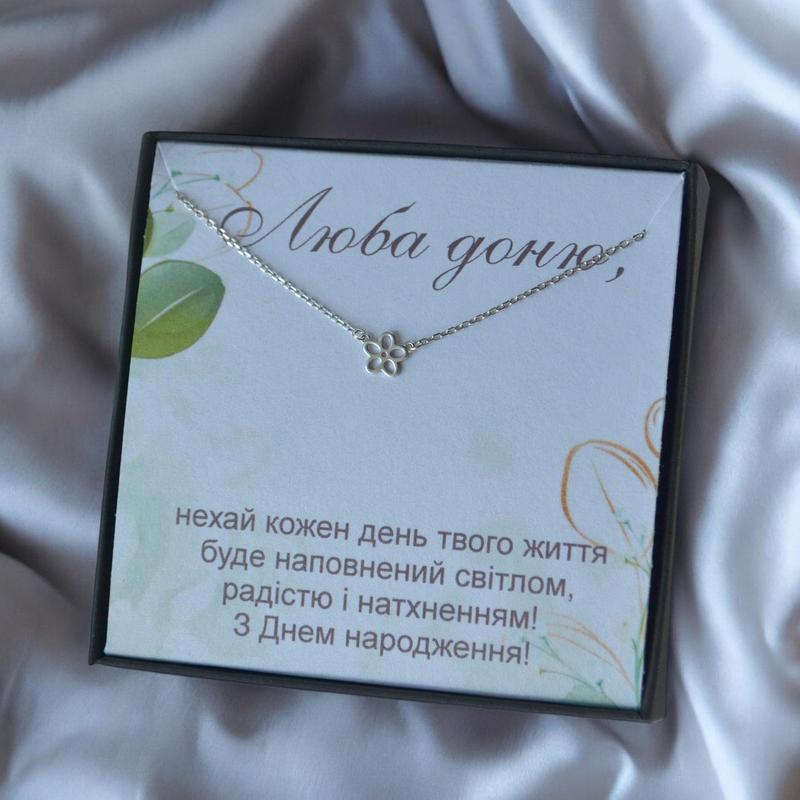 Люба доню,
нехай кожен день твого життя
буде наповнений світлом,
радістю і натхненням!
З Днем народження!